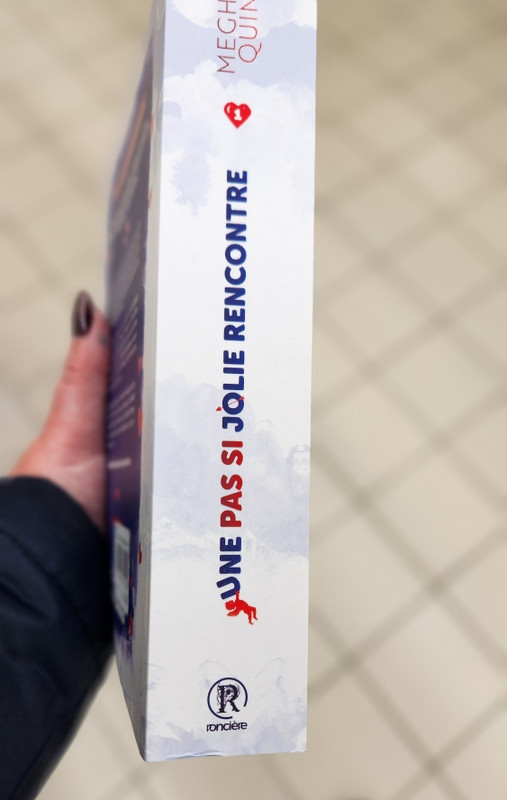 1
UNE PAS SI JOLIE RENCONTRE
R
roncière